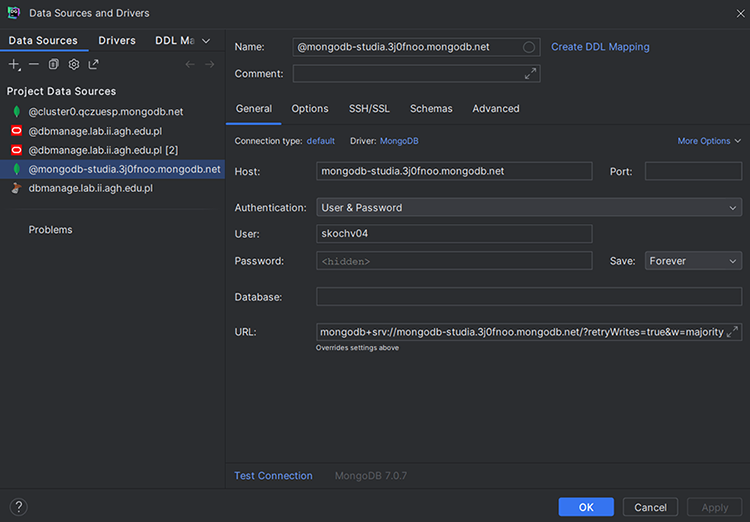 Data Sources and Drivers
Data Sources Drivers DDL Ma
Project Data Sources
@cluster0.qczuesp.mongodb.net
@dbmanage.lab.ii.agh.edu.pl
@dbmanage.lab.ii.agh.edu.pl [2]
@mongodb-studia.3j0fnoo.mongodb.net
dbmanage.lab.ii.agh.edu.pl
Problems
Name: @mongodb-studia.3j0fnoo.mongodb.net Create DDL Mapping
Comment:
General Options SSH/SSL Schemas Advanced
Connection type: default Driver: MongoDB More Options
Host: mongodb-studia.3j0fnoo.mongodb.net Port:
Authentication: User & Password
User: skochv04
Password: <hidden> Save: Forever
Database:
URL: mongodb+srv://mongodb-studia.3j0fnoo.mongodb.net/?retryWrites=true&w=majority
Overrides settings above
Test Connection MongoDB 7.0.7
? OK Cancel Apply